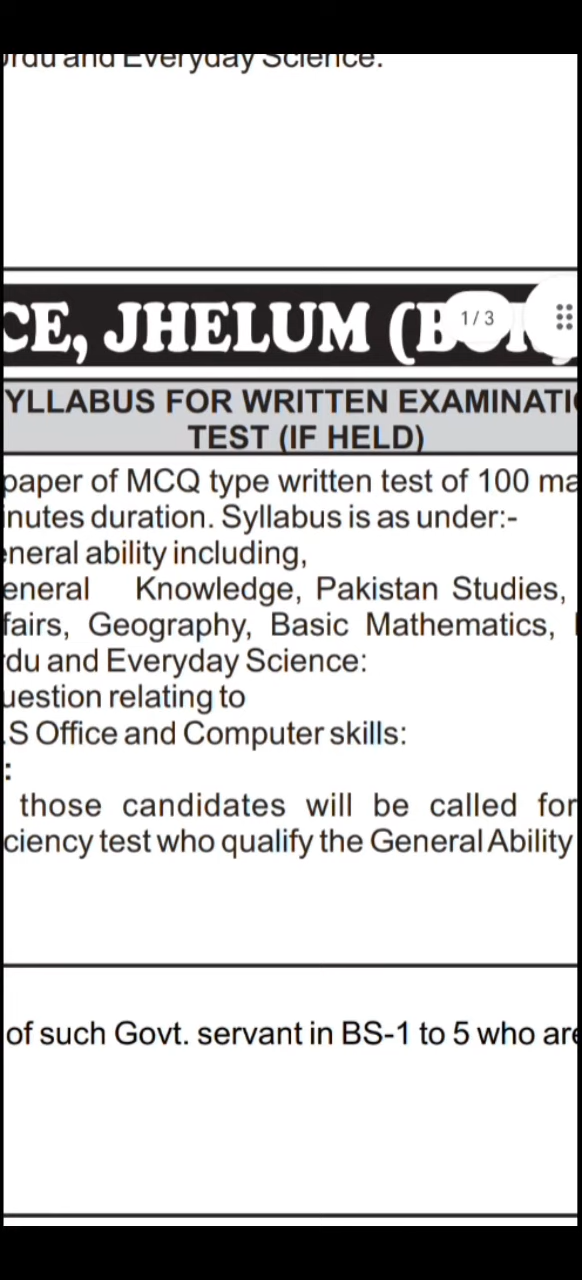 and Everyday Science.
CE, JHELUM
1/3
YLLABUS FOR WRITTEN EXAMINATI
TEST (IF HELD)
paper of MCQ type written test of 100 ma
inutes duration. Syllabus is as under:-
eneral ability including,
eneral Knowledge, Pakistan Studies,
fairs, Geography, Basic Mathematics,
rdu and Everyday Science:
uestion relating to
S Office and Computer skills:
:
those candidates will be called for
ciency test who qualify the General Ability
of such Govt. servant in BS-1 to 5 who are